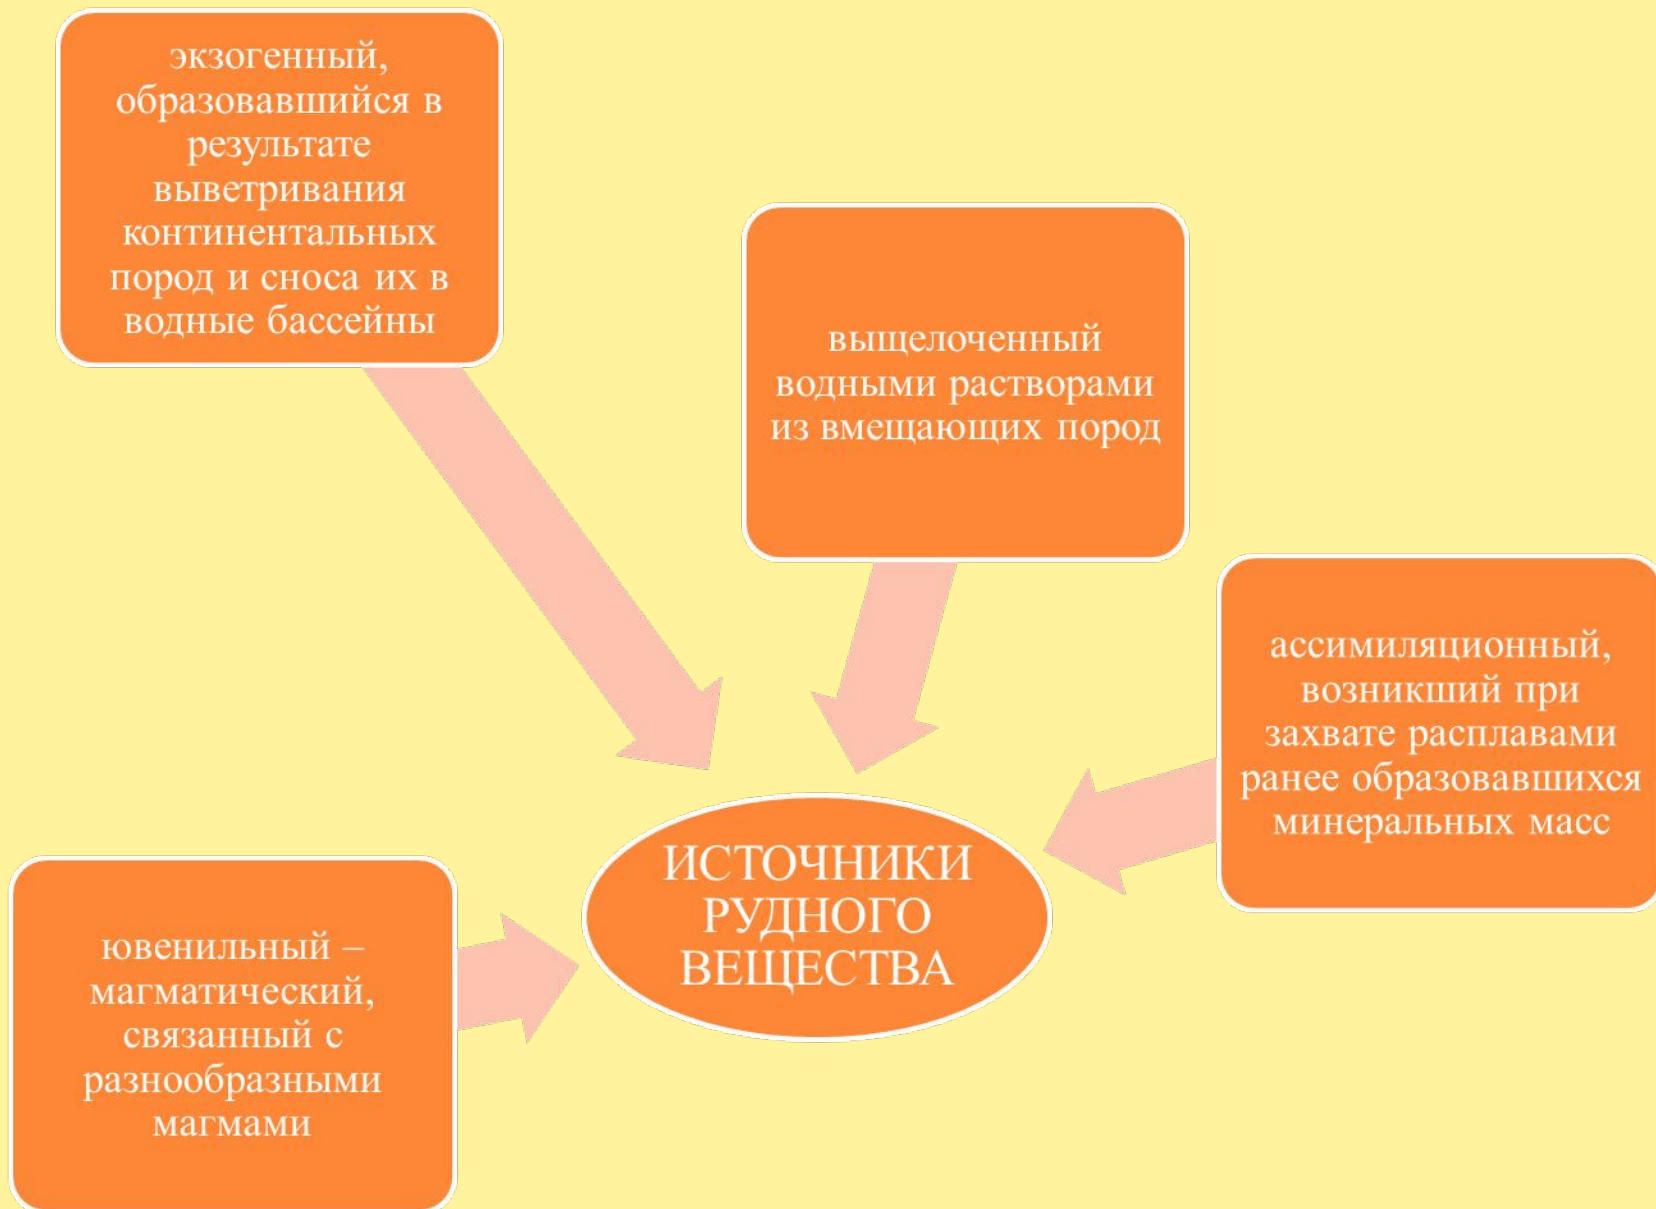 экзогенный,
образовавшийся в
результате
выветривания
континентальных
пород и сноса их в
водные бассейны
выщелоченный
водными растворами
из вмещающих пород
ассимиляционный,
возникший при
захвате расплавами
ранее образовавшихся
минеральных масс
ИСТОЧНИКИ
РУДНОГО
ВЕЩЕСТВА
ювенильный –
магматический,
связанный с
разнообразными
магмами